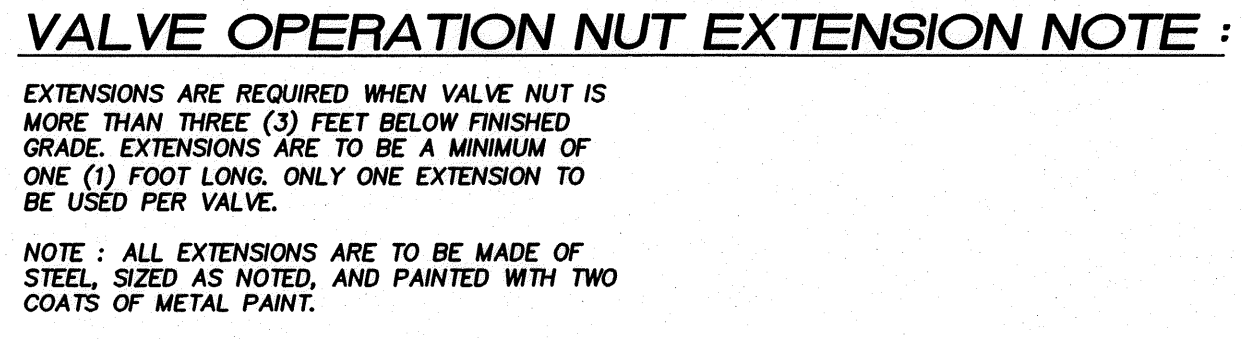 VALVE OPERATION NUT EXTENSION NOTE :
EXTENSIONS ARE REQUIRED WHEN VALVE NUT IS
MORE THAN THREE (3) FEET BELOW FINISHED
GRADE. EXTENSIONS ARE TO BE A MINIMUM OF
ONE (1) FOOT LONG. ONLY ONE EXTENSION TO
BE USED PER VALVE.
NOTE : ALL EXTENSIONS ARE TO BE MADE OF
STEEL, SIZED AS NOTED, AND PAINTED WITH TWO
COATS OF METAL PAINT.